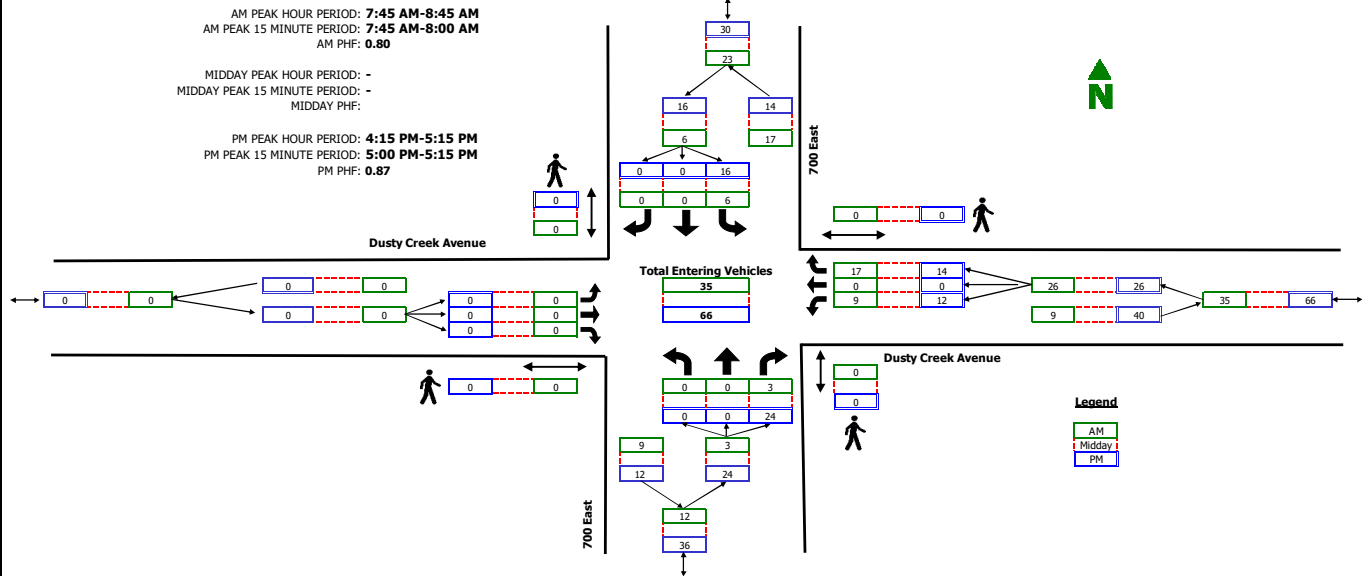 AM PEAK HOUR PERIOD: 7:45 AM-8:45 AM
AM PEAK 15 MINUTE PERIOD: 7:45 AM-8:00 AM
AM PHF: 0.80
MIDDAY PEAK HOUR PERIOD: -
MIDDAY PEAK 15 MINUTE PERIOD: -
MIDDAY PHF:
PM PEAK HOUR PERIOD: 4:15 PM-5:15 PM
PM PEAK 15 MINUTE PERIOD: 5:00 PM-5:15 PM
PM PHF: 0.87
30
23
16 14
6 17
0 0 16
0 0 6
700 East
N
0
0
Dusty Creek Avenue
0 0
Total Entering Vehicles
35
66
0 0
0 0
0 0
0 0
0 0
0 0
17 14
0 0
9 12
26 26
9 40
35 66
0 0
0 0 3
0 0 24
9 3
12 24
12
36
700 East
Dusty Creek Avenue
0
0
Legend
AM
Midday
PM